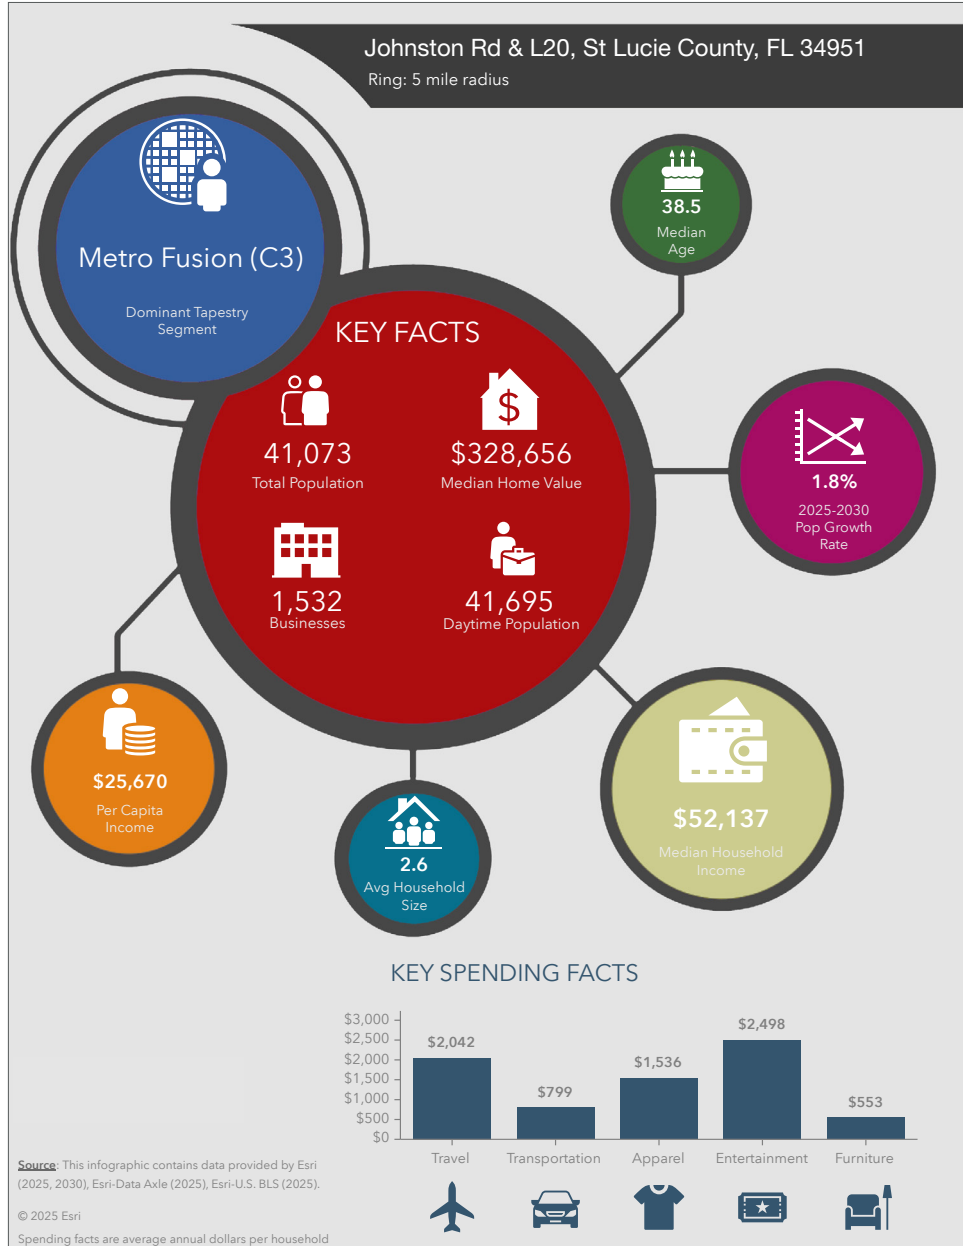 Johnston Rd & L20, St Lucie County, FL 34951
Ring: 5 mile radius
Metro Fusion (C3)
Dominant Tapestry
Segment
38.5
Median
Age
KEY FACTS
41,073
Total Population
$
$328,656
Median Home Value
1,532
Businesses
41,695
Daytime Population
1.8%
2025-2030
Pop Growth
Rate
$25,670
Per Capita
Income
2.6
Avg Household
Size
$52,137
Median Household
Income
KEY SPENDING FACTS
$3,000
$2,500
$2,000
$1,500
$1,000
$500
$0
$2,042
$799
$1,536
$2,498
$553
Travel
Transportation
Apparel
Entertainment
Furniture
Source: This infographic contains data provided by Esri
(2025, 2030), Esri-Data Axle (2025), Esri-U.S. BLS (2025).
© 2025 Esri
Spending facts are average annual dollars per household